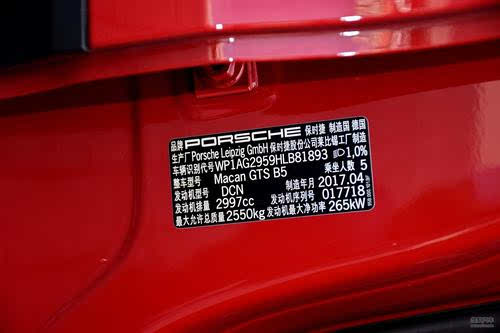 品牌 PORSCHE 保时捷 制造国 德国
生产厂 Porsche Leipzig GmbH 保时捷股份公司莱比锡工厂制造
车辆识别代号 WP1AG2959HLB81893 1,0%
整车型号 Macan GTS B5 乘坐人数 5
发动机型号 DCN 制造年月 2017.04
发动机排量 2997cc 发动机序列号 017718
最大允许总质量 2550kg 发动机最大净功率 265kW